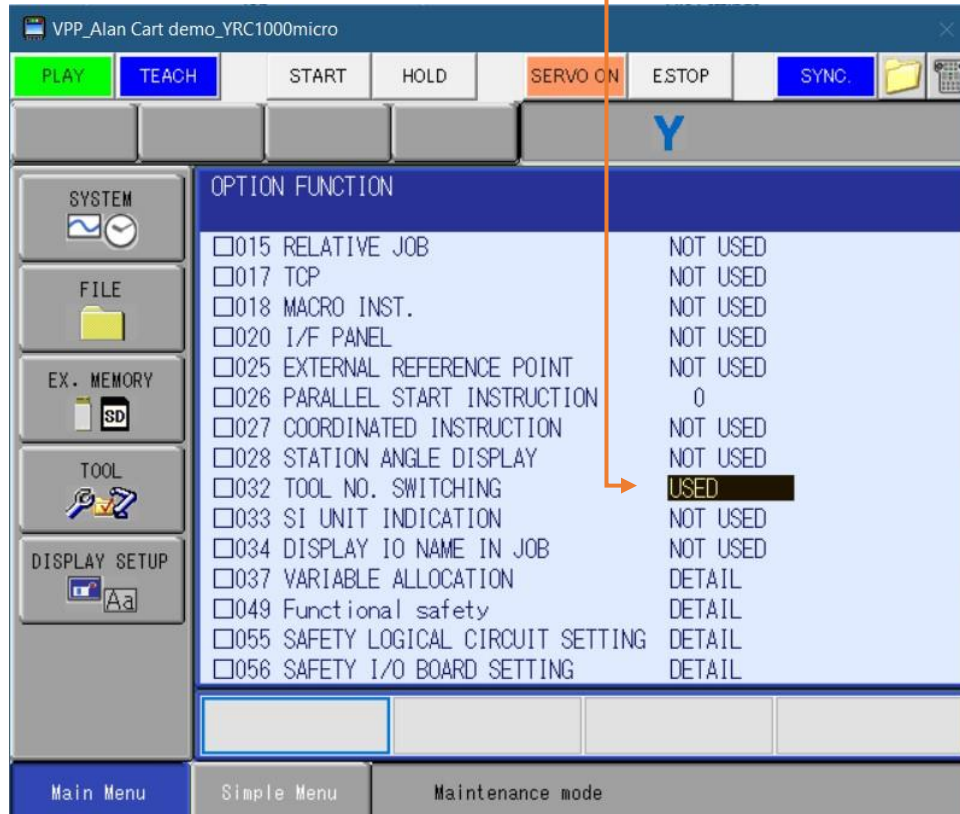 VPP_Alan Cart demo_YRC1000micro
PLAY TEACH START HOLD SERVO ON E.STOP SYNC.
Y
SYSTEM
FILE
EX. MEMORY
SD
TOOL
DISPLAY SETUP
Aa
OPTION FUNCTION
015 RELATIVE JOB NOT USED
017 TCP NOT USED
018 MACRO INST. NOT USED
020 I/F PANEL NOT USED
025 EXTERNAL REFERENCE POINT NOT USED
026 PARALLEL START INSTRUCTION 0
027 COORDINATED INSTRUCTION NOT USED
028 STATION ANGLE DISPLAY NOT USED
032 TOOL NO. SWITCHING USED
033 SI UNIT INDICATION NOT USED
034 DISPLAY IO NAME IN JOB NOT USED
037 VARIABLE ALLOCATION DETAIL
049 Functional safety DETAIL
055 SAFETY LOGICAL CIRCUIT SETTING DETAIL
056 SAFETY I/O BOARD SETTING DETAIL
Main Menu Simple Menu Maintenance mode